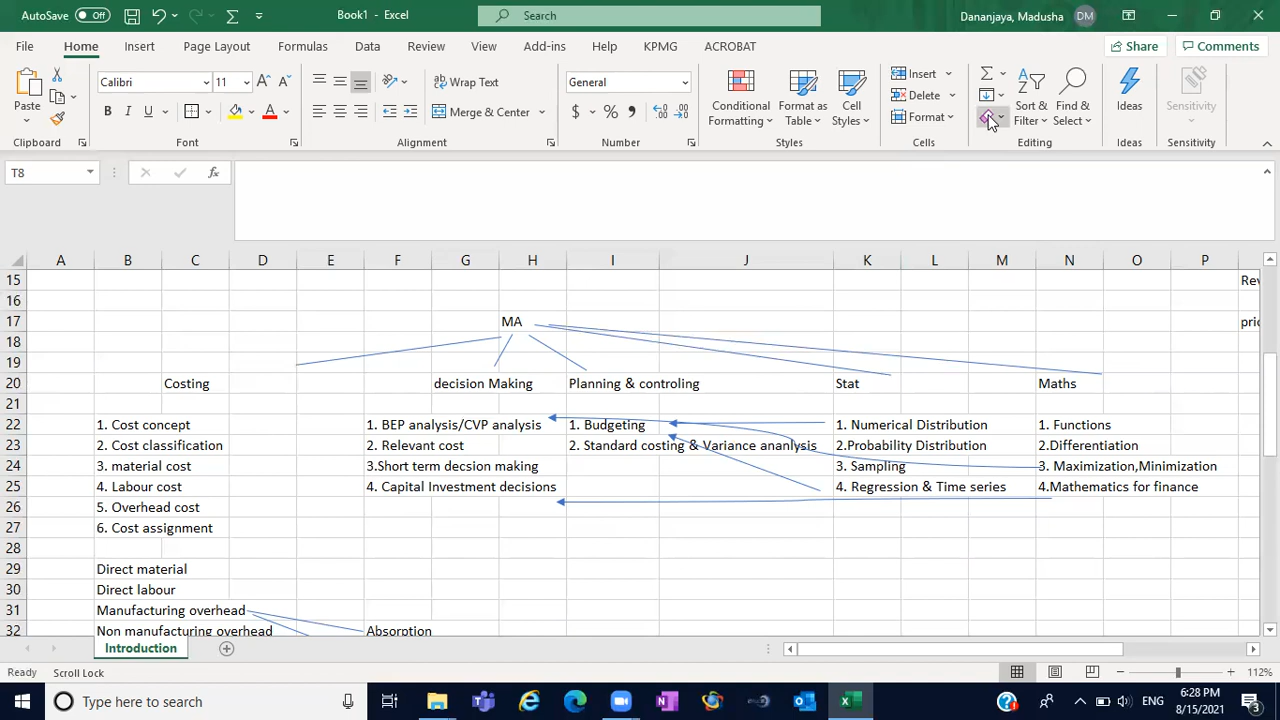 AutoSave Off Book1 - Excel Search Dananjaya, Madusha DM
File Home Insert Page Layout Formulas Data Review View Add-ins Help KPMG ACROBAT Share Comments
Paste Calibri 11 Wrap Text General Conditional Formatting Format as Table Cell Styles Insert Sort & Filter Find & Select Ideas Sensitivity
B I U Merge & Center $ % Delete
Format
Clipboard Font Alignment Number Styles Cells Editing Ideas Sensitivity
T8 fx
A B C D E F G H I J K L M N O P
15 Rev
16
17 MA pric
18
19
20 Costing decision Making Planning & controling Stat Maths
21
22 1. Cost concept 1. BEP analysis/CVP analysis 1. Budgeting 1. Numerical Distribution 1. Functions
23 2. Cost classification 2. Relevant cost 2. Standard costing & Variance ananlysis 2.Probability Distribution 2.Differentiation
24 3. material cost 3.Short term decsion making 3. Sampling 3. Maximization,Minimization
25 4. Labour cost 4. Capital Investment decisions 4. Regression & Time series 4.Mathematics for finance
26 5. Overhead cost
27 6. Cost assignment
28
29 Direct material
30 Direct labour
31 Manufacturing overhead
32 Non manufacturing overhead Absorption
Introduction
Ready Scroll Lock 112%
Type here to search ENG 6:28 PM
8/15/2021 3